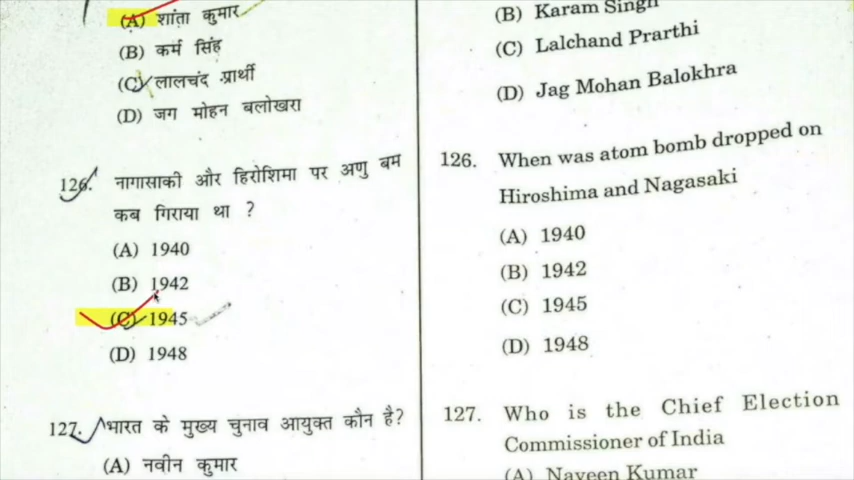 (A) शांता कुमार
(B) कर्म सिंह
(C) लालचंद प्रार्थी
(D) जग मोहन बलोखरा
126. नागासाकी और हिरोशिमा पर अणु बम
कब गिराया था ?
(A) 1940
(B) 1942
(C) 1945
(D) 1948
127. भारत के मुख्य चुनाव आयुक्त कौन है?
(A) नवीन कुमार
(B) Karam Singh
(C) Lalchand Prarthi
(D) Jag Mohan Balokhra
126. When was atom bomb dropped on
Hiroshima and Nagasaki
(A) 1940
(B) 1942
(C) 1945
(D) 1948
127. Who is the Chief Election
Commissioner of India
(A) Naveen Kumar